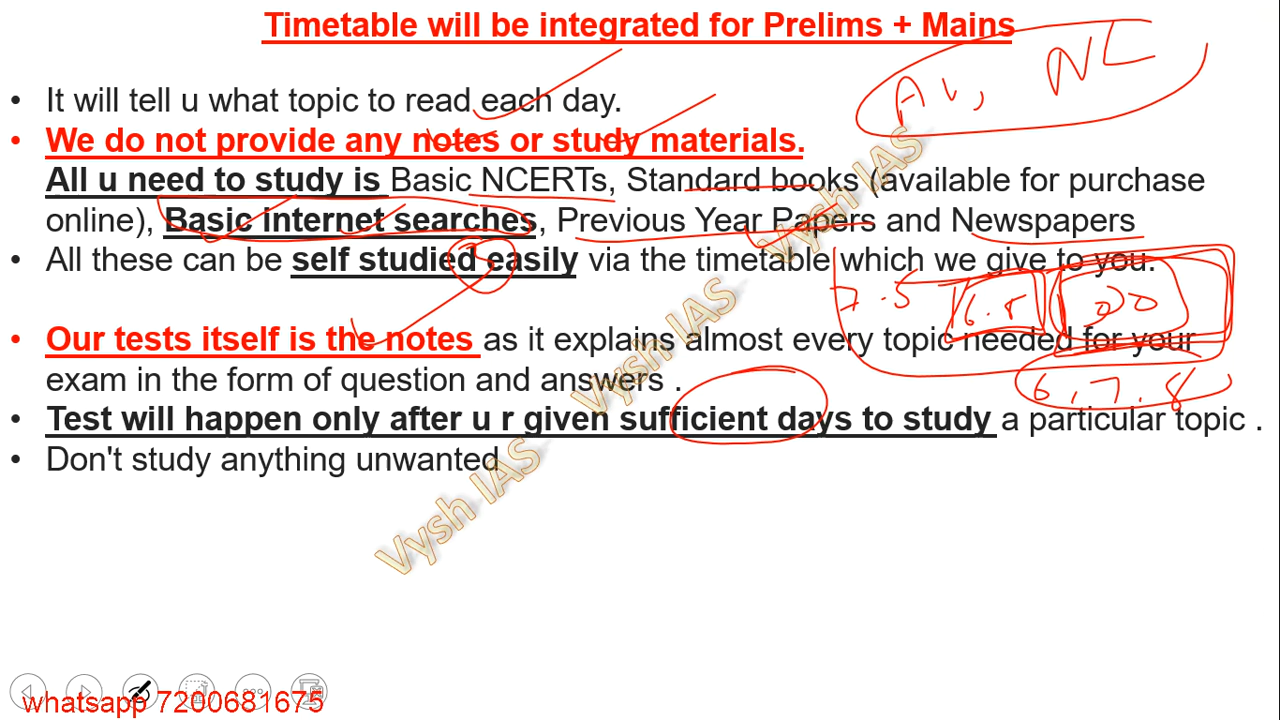 Timetable will be integrated for Prelims + Mains
• It will tell u what topic to read each day.
• We do not provide any notes or study materials.
All u need to study is Basic NCERTs, Standard books (available for purchase
online), Basic internet searches, Previous Year Papers and Newspapers
• All these can be self studied easily via the timetable which we give to you.
• Our tests itself is the notes as it explains almost every topic needed for your
exam in the form of question and answers .
• Test will happen only after u r given sufficient days to study a particular topic .
• Don't study anything unwanted
Vysh IAS
Vysh IAS
Vysh IAS
6, 7, 8
whatsapp 7200681675